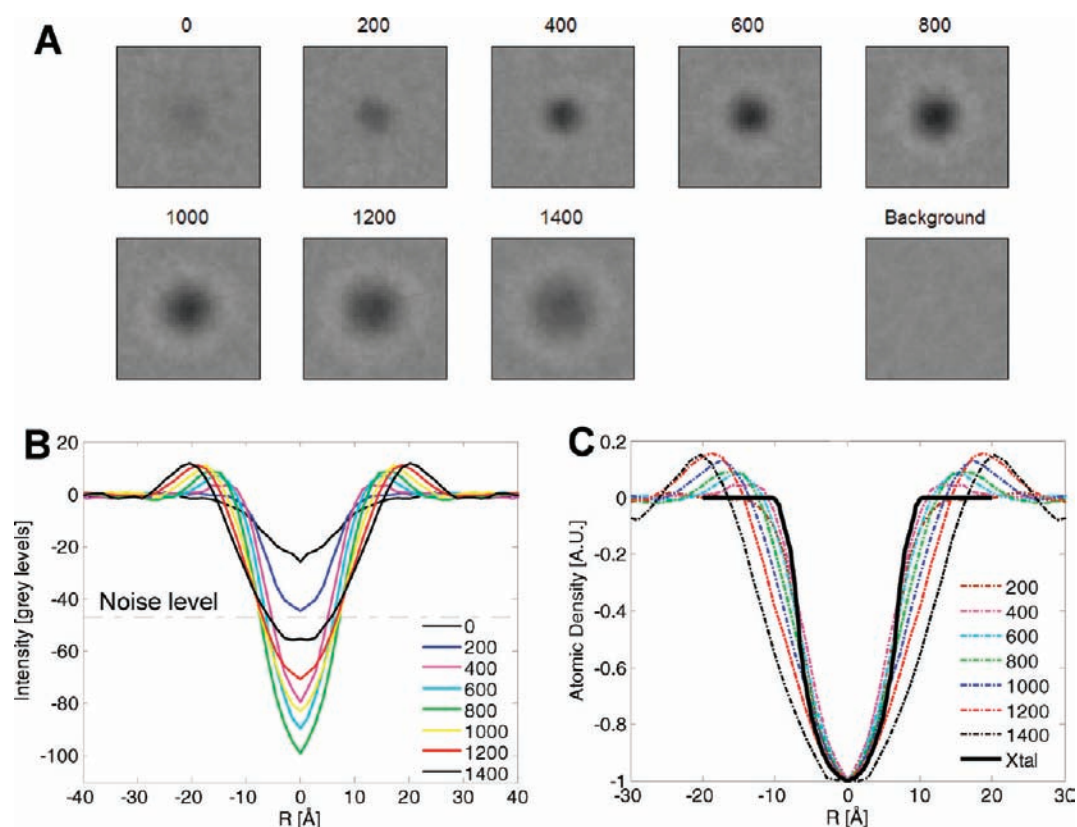 A
0 200 400 600 800
1000 1200 1400 Background
B
20
0
-20
-40
-60
-80
-100
Intensity [grey levels]
Noise level
0
200
400
600
800
1000
1200
1400
-40 -30 -20 -10 0 10 20 30 40
R [Å]
C
0.2
0
-0.2
-0.4
-0.6
-0.8
-1
Atomic Density [A.U.]
200
400
600
800
1000
1200
1400
Xtal
-30 -20 -10 0 10 20 30
R [Å]